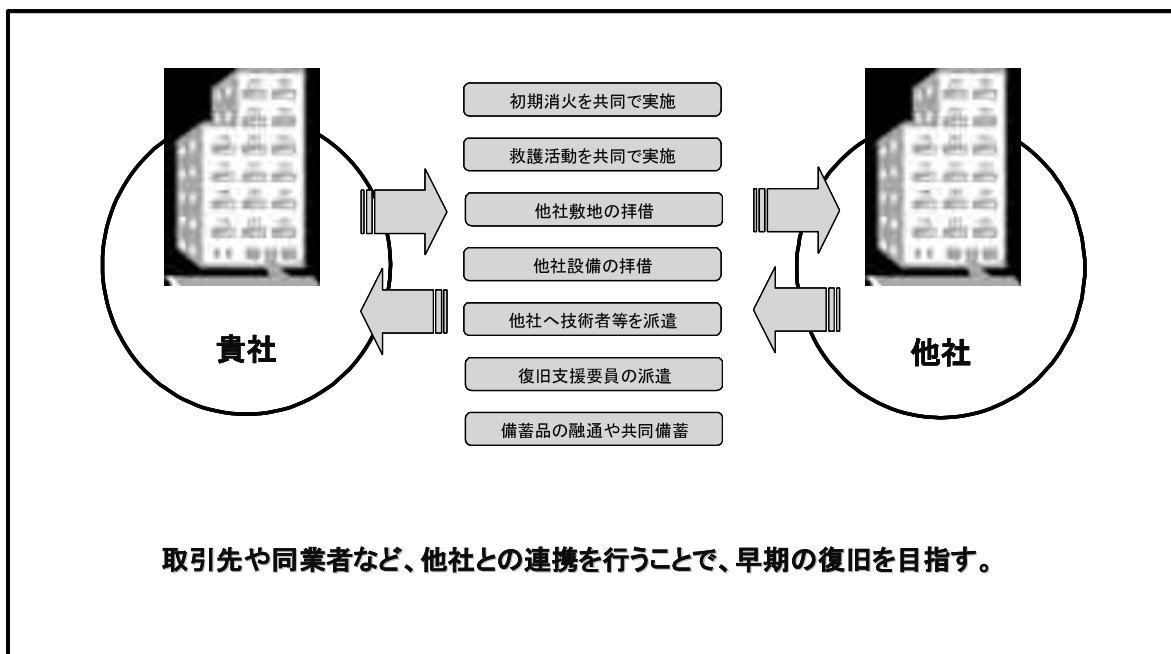 初期消火を共同で実施
救護活動を共同で実施
他社敷地の拝借
他社設備の拝借
他社へ技術者等を派遣
復旧支援要員の派遣
備蓄品の融通や共同備蓄
貴社
他社
取引先や同業者など、他社との連携を行うことで、早期の復旧を目指す。